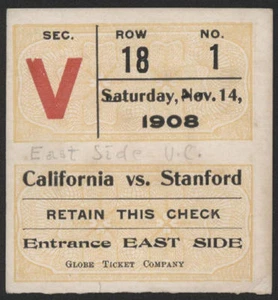 SEC. ROW NO.
V 18 1
Saturday, Nov. 14,
1908
East Side U.C.
California vs. Stanford
RETAIN THIS CHECK
Entrance EAST SIDE
GLOBE TICKET COMPANY